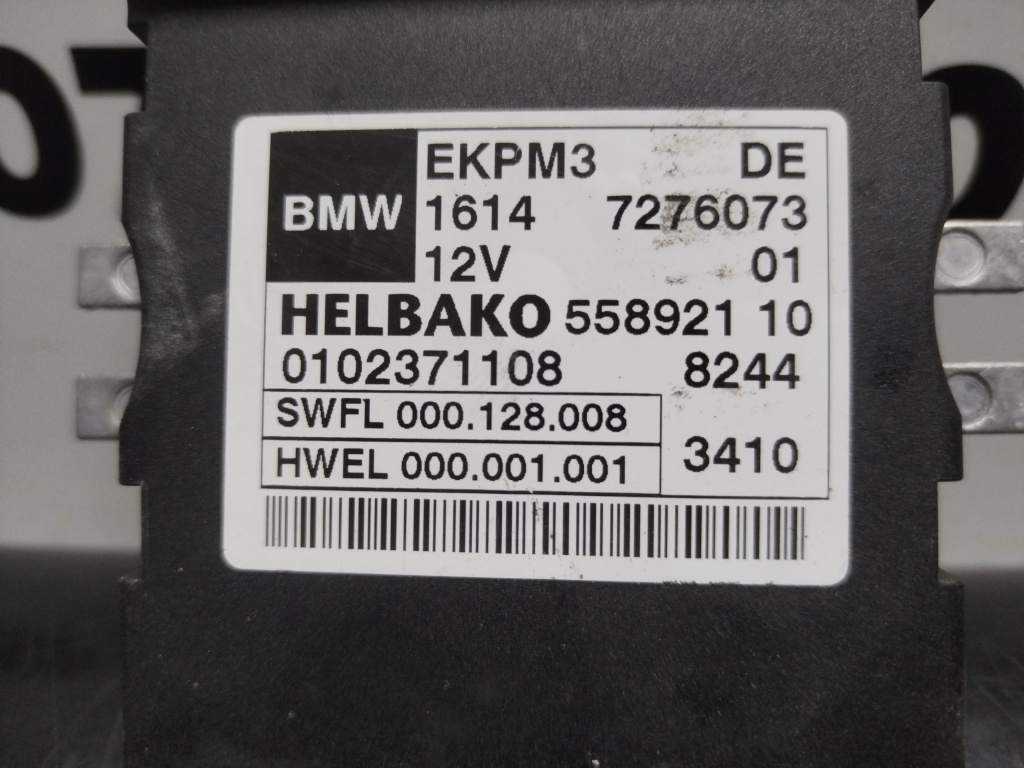 EKPM3 DE
BMW 1614 7276073
12V 01
HELBAKO 558921 10
0102371108 8244
SWFL 000.128.008
3410
HWEL 000.001.001